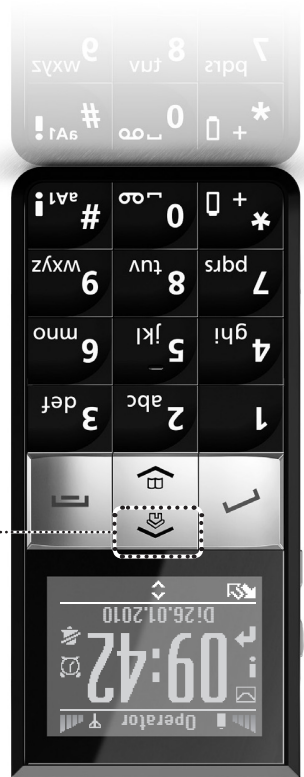 Operator
09:42
Di 26.01.2010
1 2 abc 3 def
4 ghi 5 jkl 6 mno
7 pqrs 8 tuv 9 wxyz
* + 0 # aA1
* + 0 # aA1
7 pqrs 8 tuv 9 wxyz